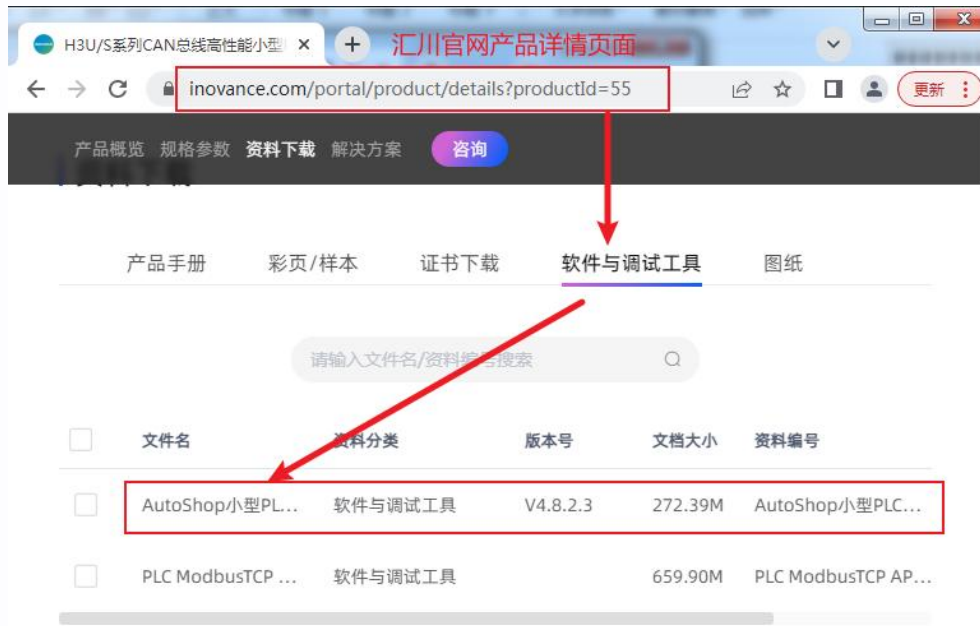 H3U/S系列CAN总线高性能小型
汇川官网产品详情页面
inovance.com/portal/product/details?productId=55
更新
产品概览 规格参数 资料下载 解决方案 咨询
产品手册 彩页/样本 证书下载 软件与调试工具 图纸
请输入文件名/资料编号搜索
文件名 资料分类 版本号 文档大小 资料编号
AutoShop小型PL... 软件与调试工具 V4.8.2.3 272.39M AutoShop小型PLC...
PLC ModbusTCP ... 软件与调试工具 659.90M PLC ModbusTCP AP...